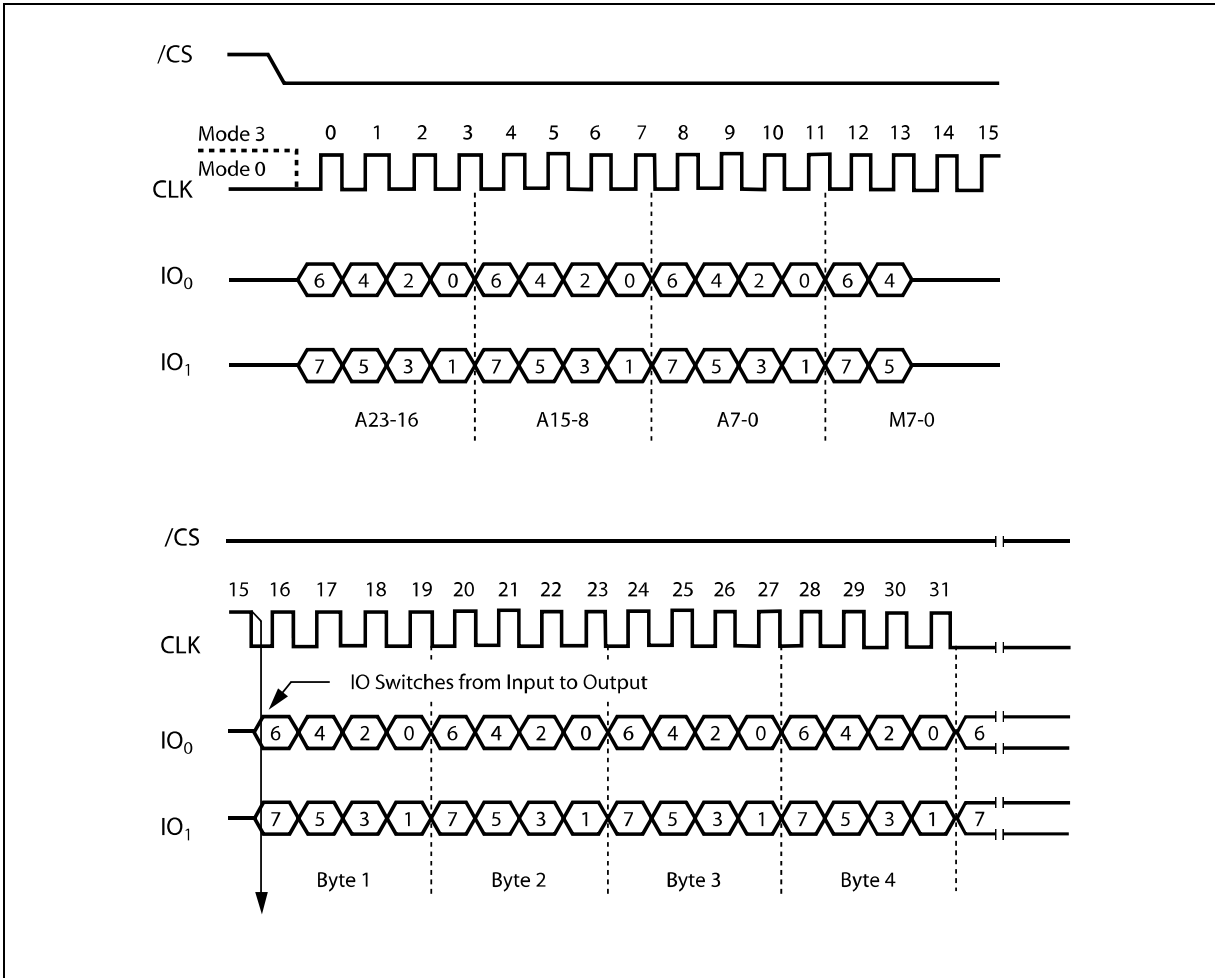 /CS
Mode 3 0 1 2 3 4 5 6 7 8 9 10 11 12 13 14 15
Mode 0
CLK
IO0 6 4 2 0 6 4 2 0 6 4 2 0 6 4
IO1 7 5 3 1 7 5 3 1 7 5 3 1 7 5
A23-16 A15-8 A7-0 M7-0
/CS
15 16 17 18 19 20 21 22 23 24 25 26 27 28 29 30 31
CLK
IO Switches from Input to Output
IO0 6 4 2 0 6 4 2 0 6 4 2 0 6 4 2 0 6
IO1 7 5 3 1 7 5 3 1 7 5 3 1 7 5 3 1 7
Byte 1 Byte 2 Byte 3 Byte 4